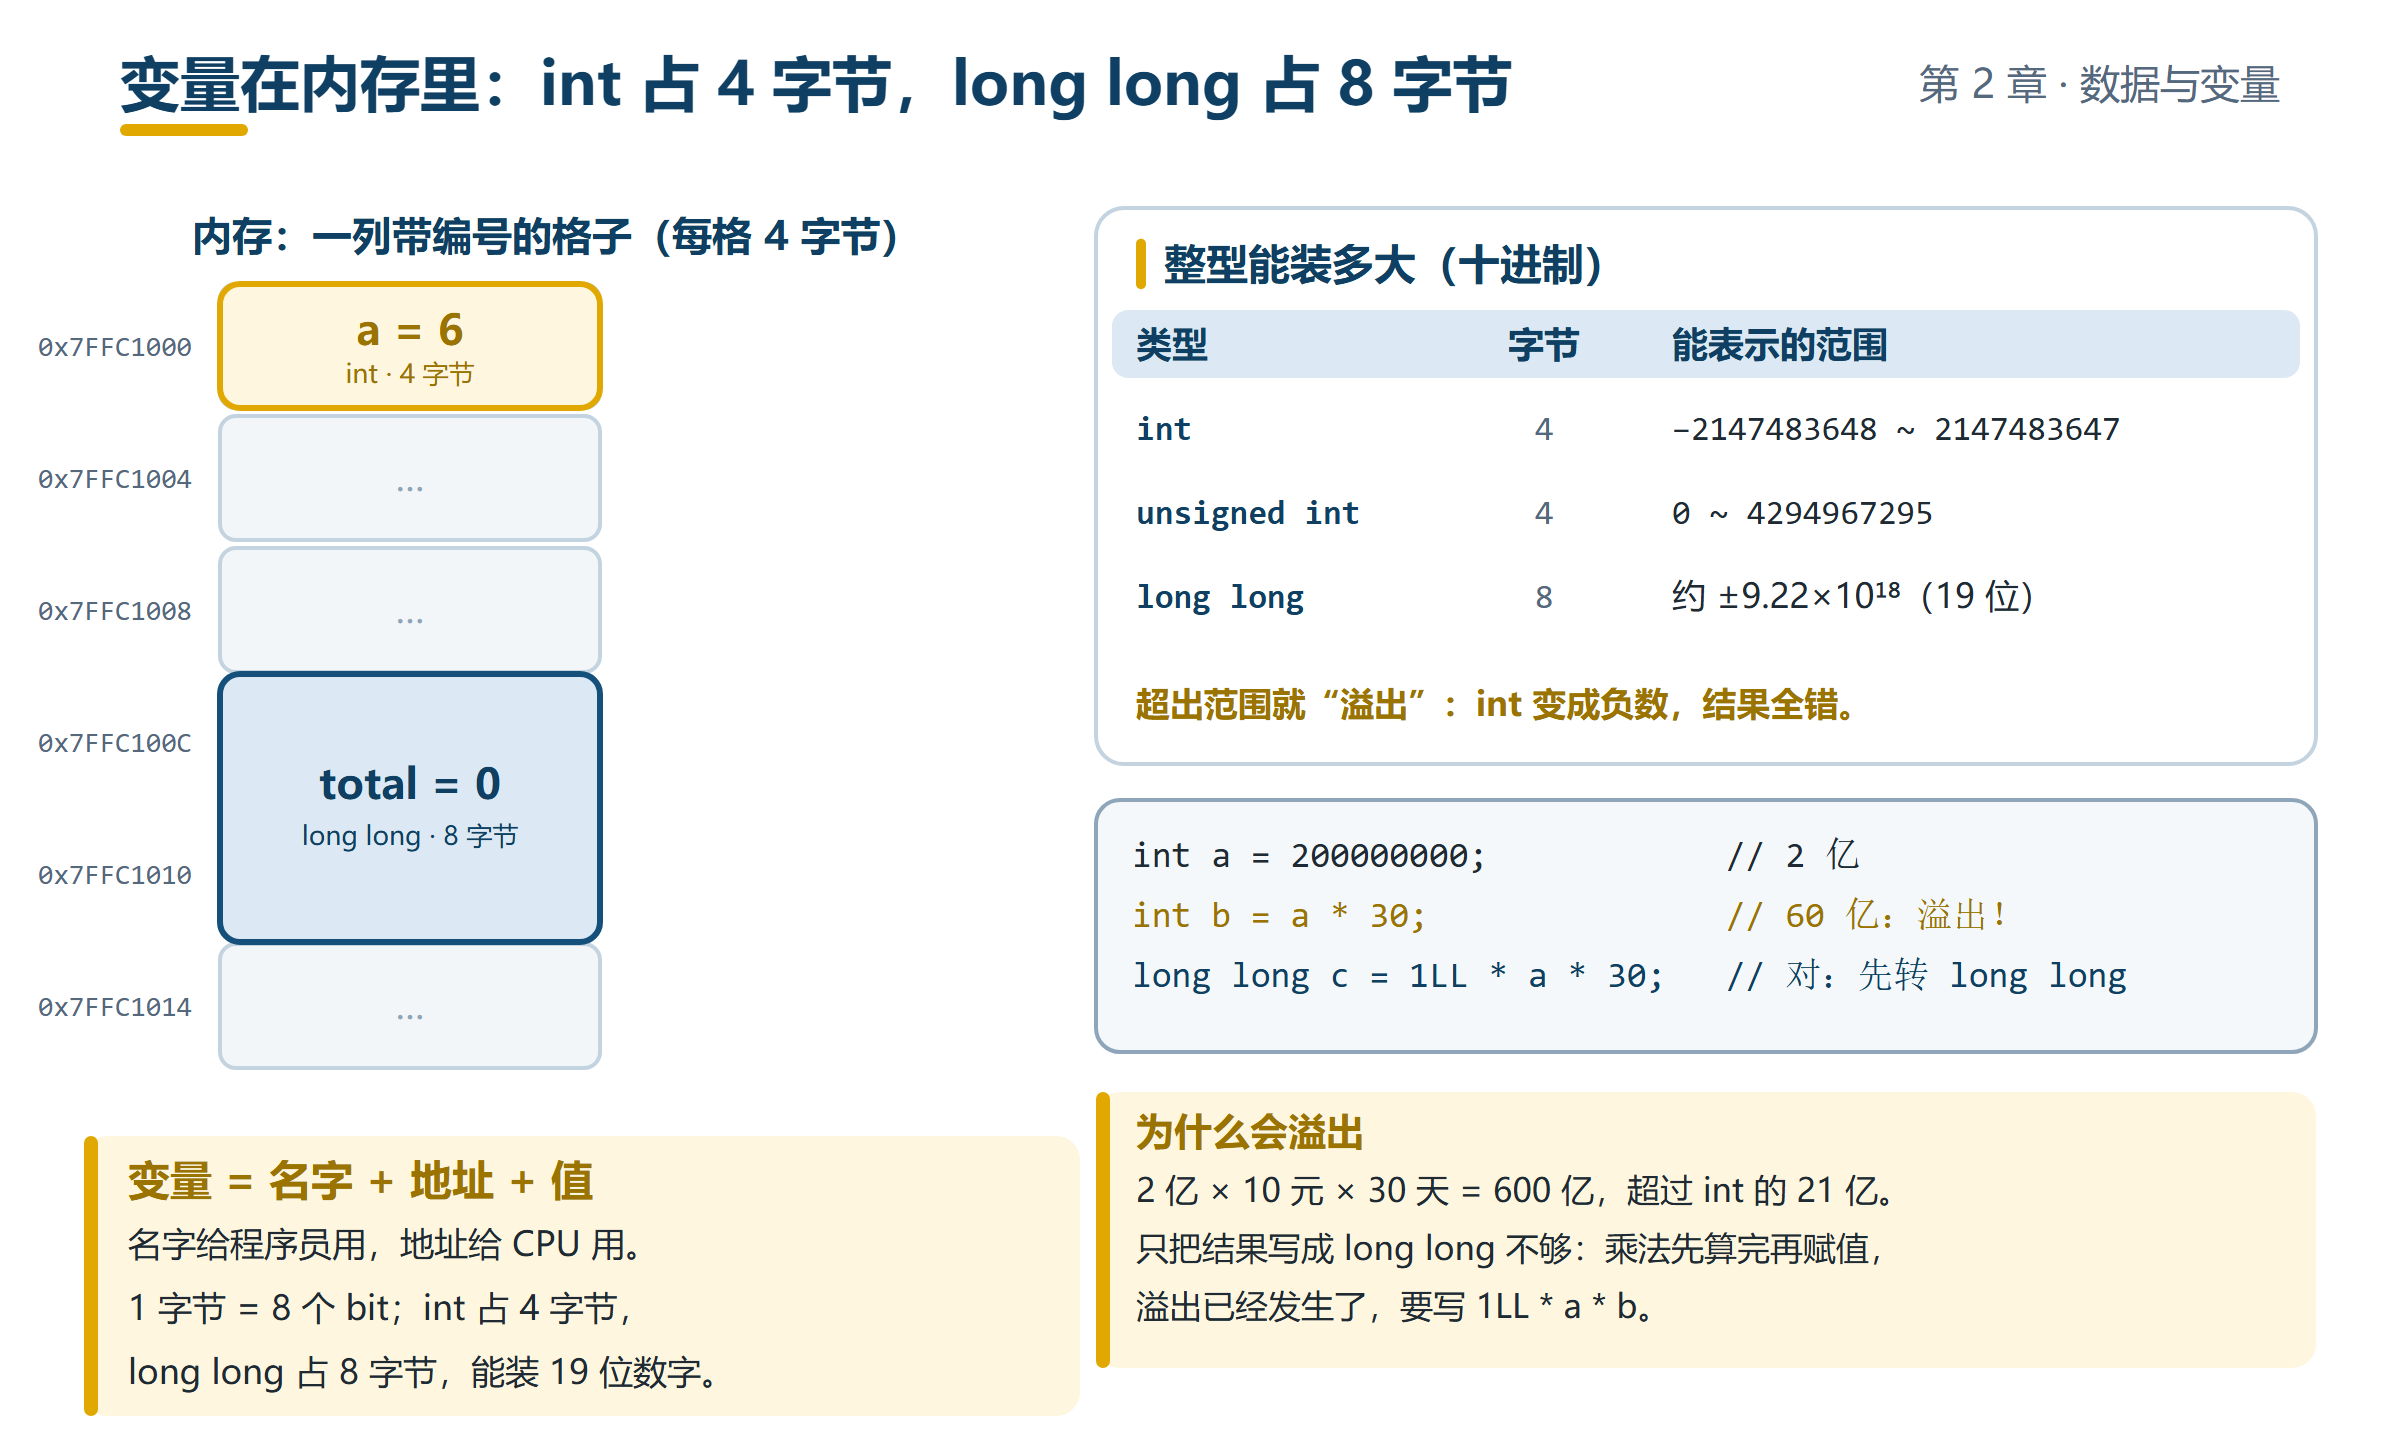 变量在内存里：int 占 4 字节，long long 占 8 字节
第 2 章 · 数据与变量
内存：一列带编号的格子（每格 4 字节）
0x7FFC1000
a = 6
int · 4 字节
0x7FFC1004
...
0x7FFC1008
...
0x7FFC100C
total = 0
long long · 8 字节
0x7FFC1010
0x7FFC1014
...
变量 = 名字 + 地址 + 值
名字给程序员用，地址给 CPU 用。
1 字节 = 8 个 bit；int 占 4 字节，
long long 占 8 字节，能装 19 位数字。
整型能装多大（十进制）
类型 字节 能表示的范围
int 4 −2147483648 ~ 2147483647
unsigned int 4 0 ~ 4294967295
long long 8 约 ±9.22×10¹⁸（19 位）
超出范围就“溢出”：int 变成负数，结果全错。
int a = 200000000; // 2 亿
int b = a * 30; // 60 亿：溢出！
long long c = 1LL * a * 30; // 对：先转 long long
为什么会溢出
2 亿 × 10 元 × 30 天 = 600 亿，超过 int 的 21 亿。
只把结果写成 long long 不够：乘法先算完再赋值，
溢出已经发生了，要写 1LL * a * b。